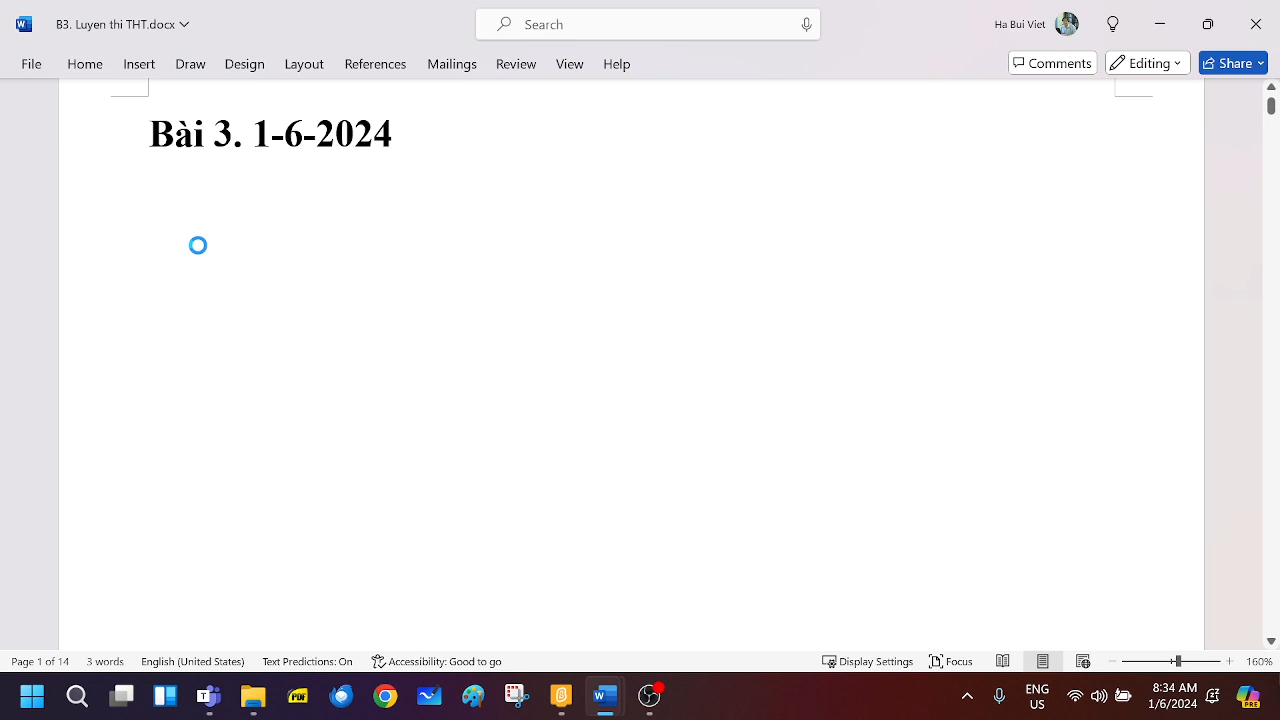 B3. Luyen thi THT.docx
Search
Ha Bui Viet
File Home Insert Draw Design Layout References Mailings Review View Help
Comments Editing Share
Bài 3. 1-6-2024
Page 1 of 14 3 words English (United States) Text Predictions: On Accessibility: Good to go Display Settings Focus 160%
PDF
PRE
ENG
US
8:34 AM
1/6/2024